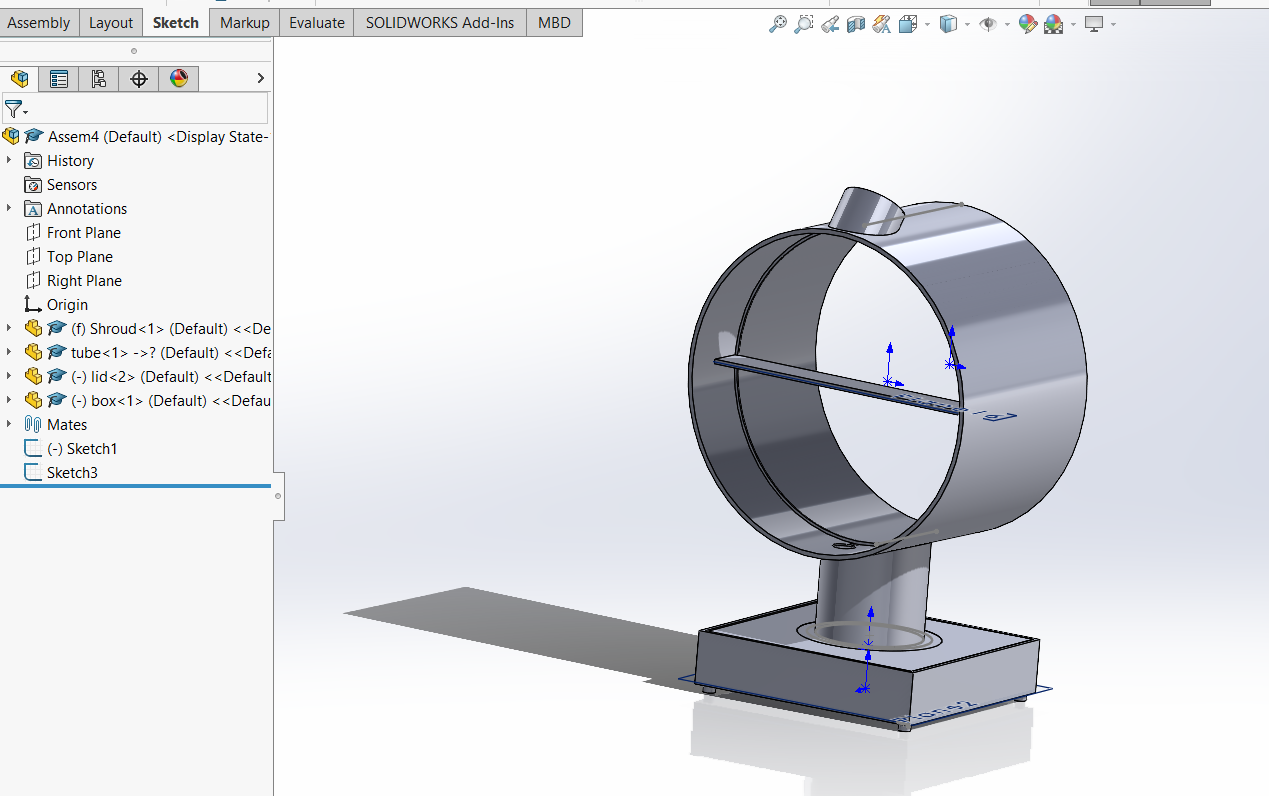 Assembly Layout Sketch Markup Evaluate SOLIDWORKS Add-Ins MBD
Assem4 (Default) <Display State-
History
Sensors
Annotations
Front Plane
Top Plane
Right Plane
Origin
(f) Shroud<1> (Default) <<De
tube<1> ->? (Default) <<Defa
(-) lid<2> (Default) <<Default
(-) box<1> (Default) <<Defau
Mates
(-) Sketch1
Sketch3